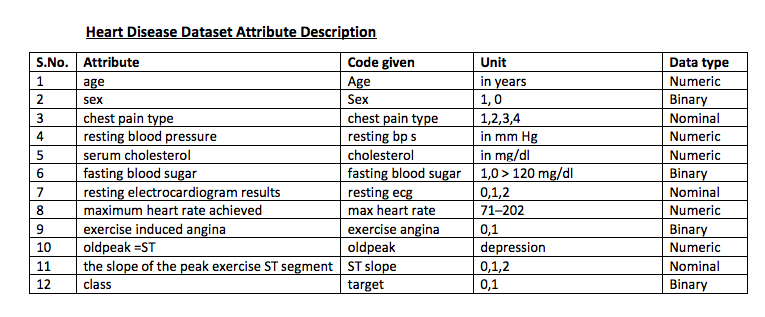 Heart Disease Dataset Attribute Description
S.No. Attribute Code given Unit Data type
1 age Age in years Numeric
2 sex Sex 1, 0 Binary
3 chest pain type chest pain type 1,2,3,4 Nominal
4 resting blood pressure resting bp s in mm Hg Numeric
5 serum cholesterol cholesterol in mg/dl Numeric
6 fasting blood sugar fasting blood sugar 1,0 > 120 mg/dl Binary
7 resting electrocardiogram results resting ecg 0,1,2 Nominal
8 maximum heart rate achieved max heart rate 71–202 Numeric
9 exercise induced angina exercise angina 0,1 Binary
10 oldpeak =ST oldpeak depression Numeric
11 the slope of the peak exercise ST segment ST slope 0,1,2 Nominal
12 class target 0,1 Binary